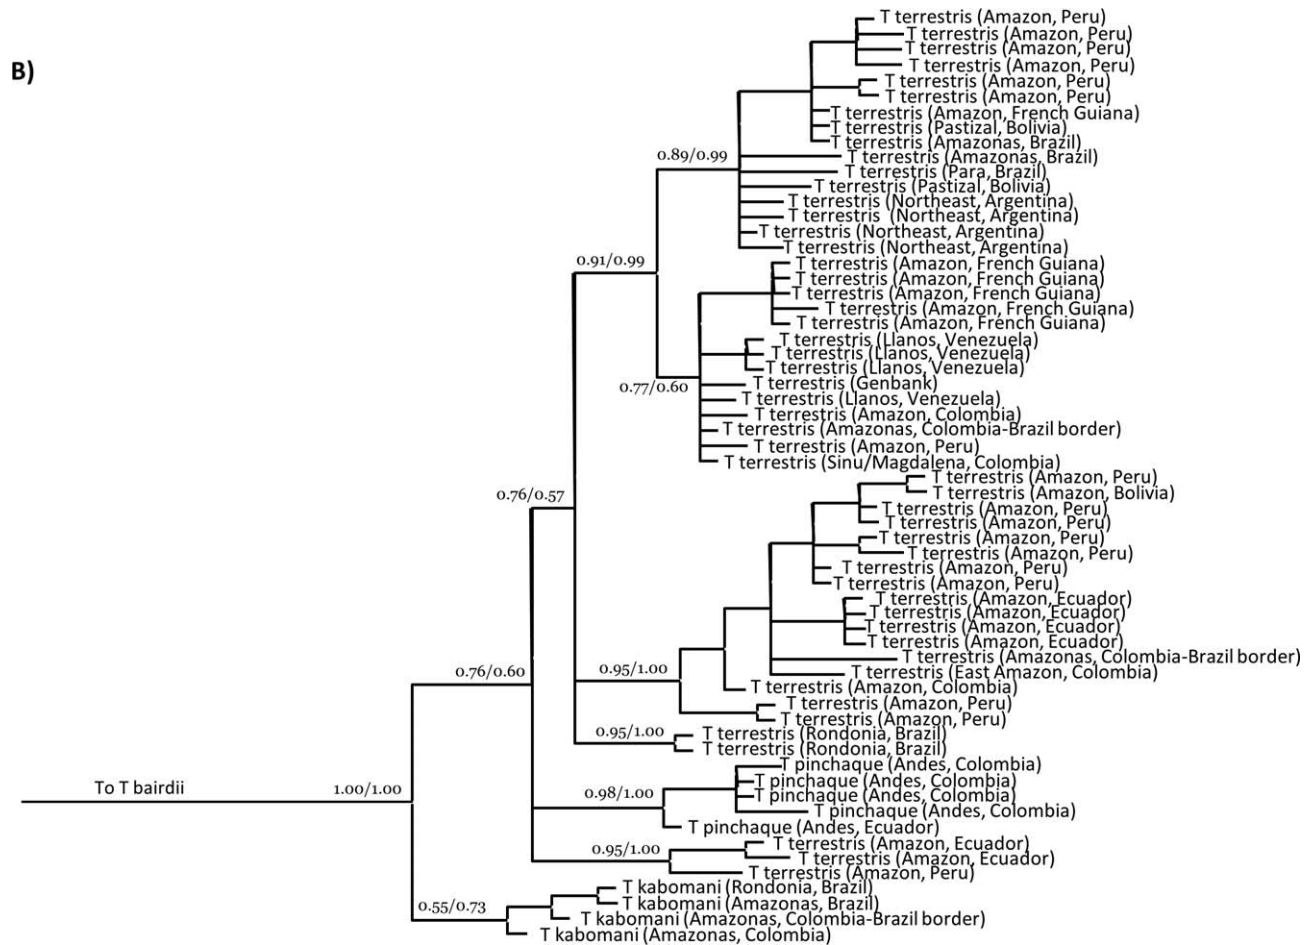 B)
T terrestris (Amazon, Peru)
T terrestris (Amazon, Peru)
T terrestris (Amazon, Peru)
T terrestris (Amazon, Peru)
T terrestris (Amazon, Peru)
T terrestris (Amazon, Peru)
T terrestris (Amazon, French Guiana)
T terrestris (Pastizal, Bolivia)
T terrestris (Amazonas, Brazil)
0.89/0.99
T terrestris (Amazonas, Brazil)
T terrestris (Para, Brazil)
T terrestris (Pastizal, Bolivia)
T terrestris (Northeast, Argentina)
T terrestris (Northeast, Argentina)
T terrestris (Northeast, Argentina)
T terrestris (Northeast, Argentina)
0.91/0.99
T terrestris (Amazon, French Guiana)
T terrestris (Amazon, French Guiana)
T terrestris (Amazon, French Guiana)
T terrestris (Amazon, French Guiana)
T terrestris (Amazon, French Guiana)
T terrestris (Llanos, Venezuela)
T terrestris (Llanos, Venezuela)
T terrestris (Llanos, Venezuela)
0.77/0.60
T terrestris (Genbank)
T terrestris (Llanos, Venezuela)
T terrestris (Amazon, Colombia)
T terrestris (Amazonas, Colombia-Brazil border)
T terrestris (Amazon, Peru)
T terrestris (Sinu/Magdalena, Colombia)
T terrestris (Amazon, Peru)
T terrestris (Amazon, Bolivia)
0.76/0.57
T terrestris (Amazon, Peru)
T terrestris (Amazon, Peru)
T terrestris (Amazon, Peru)
T terrestris (Amazon, Peru)
T terrestris (Amazon, Peru)
T terrestris (Amazon, Peru)
T terrestris (Amazon, Ecuador)
T terrestris (Amazon, Ecuador)
T terrestris (Amazon, Ecuador)
T terrestris (Amazon, Ecuador)
T terrestris (Amazonas, Colombia-Brazil border)
0.76/0.60
0.95/1.00
T terrestris (East Amazon, Colombia)
T terrestris (Amazon, Colombia)
T terrestris (Amazon, Peru)
T terrestris (Amazon, Peru)
0.95/1.00
T terrestris (Rondonia, Brazil)
T terrestris (Rondonia, Brazil)
T pinchaque (Andes, Colombia)
To T bairdii
1.00/1.00
0.98/1.00
T pinchaque (Andes, Colombia)
T pinchaque (Andes, Colombia)
T pinchaque (Andes, Colombia)
T pinchaque (Andes, Ecuador)
T terrestris (Amazon, Ecuador)
0.95/1.00
T terrestris (Amazon, Ecuador)
T terrestris (Amazon, Peru)
T kabomani (Rondonia, Brazil)
T kabomani (Amazonas, Brazil)
0.55/0.73
T kabomani (Amazonas, Colombia-Brazil border)
T kabomani (Amazonas, Colombia)